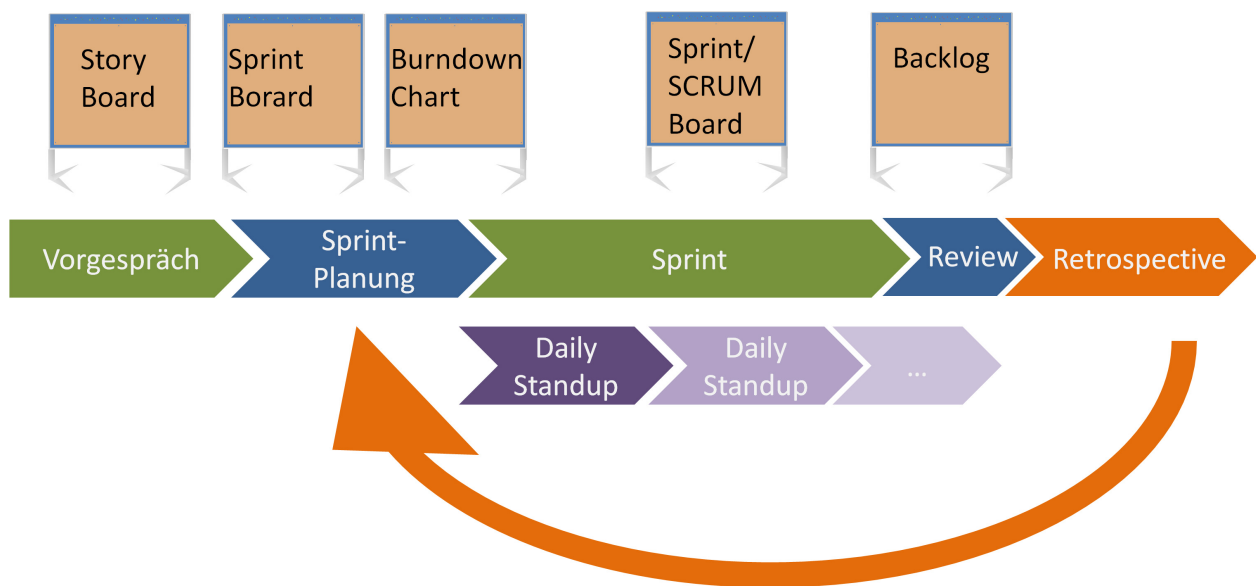 Story
Board
Sprint
Borard
Burndown
Chart
Sprint/
SCRUM
Board
Backlog
Vorgespräch
Sprint-
Planung
Sprint
Review
Retrospective
Daily
Standup
Daily
Standup
...